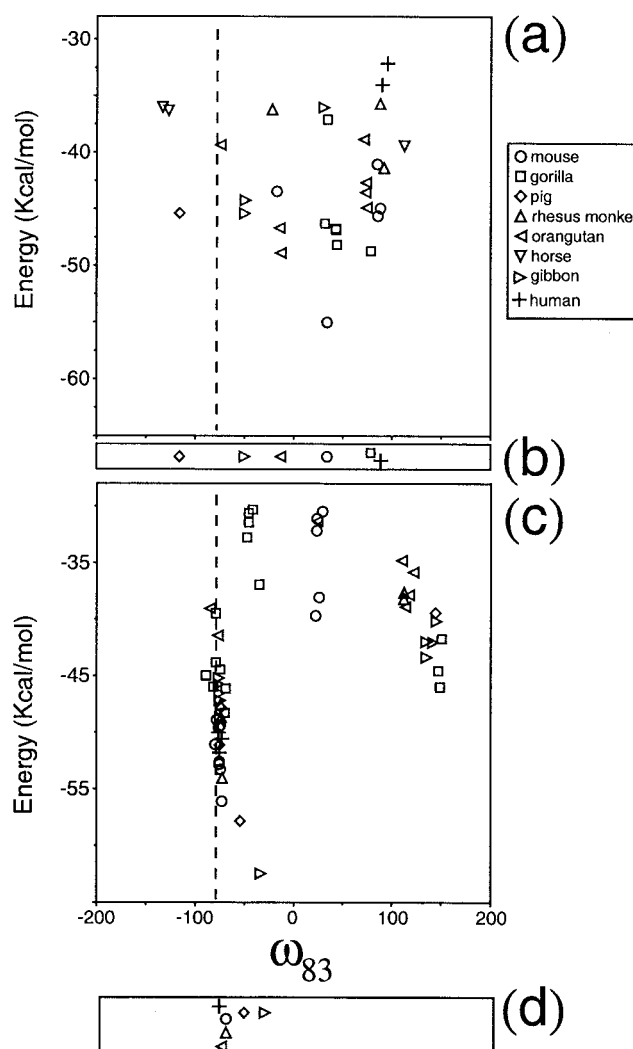 (a)
-30
-40
-50
-60
Energy (Kcal/mol)
mouse
gorilla
pig
rhesus monke
orangutan
horse
gibbon
human
(b)
(c)
-35
-45
-55
Energy (Kcal/mol)
-200
-100
0
100
200
ω83
(d)